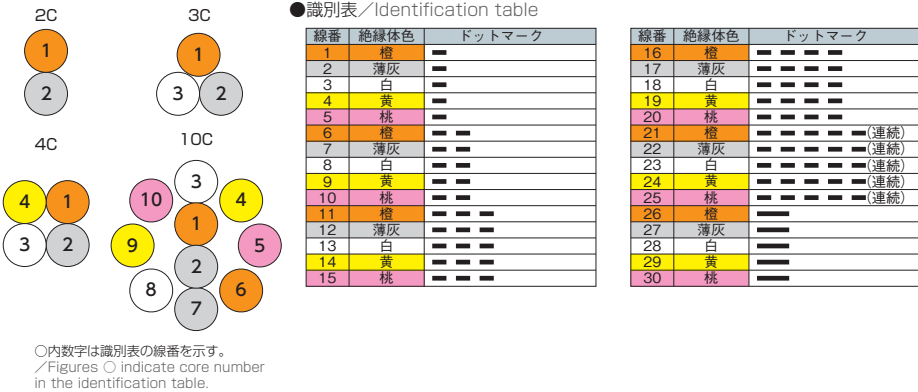 2C
1
2
3C
1
3 2
4C
4 1
3 2
10C
3
10 4
1
9 5
2
8 6
7
○内数字は識別表の線番を示す。
/Figures ○ indicate core number
in the identification table.
●識別表/Identification table
線番 絶縁体色 ドットマーク
1 橙
2 薄灰
3 白
4 黄
5 桃
6 橙
7 薄灰
8 白
9 黄
10 桃
11 橙
12 薄灰
13 白
14 黄
15 桃
線番 絶縁体色 ドットマーク
16 橙
17 薄灰
18 白
19 黄
20 桃
21 橙 (連続)
22 薄灰 (連続)
23 白 (連続)
24 黄 (連続)
25 桃 (連続)
26 橙
27 薄灰
28 白
29 黄
30 桃